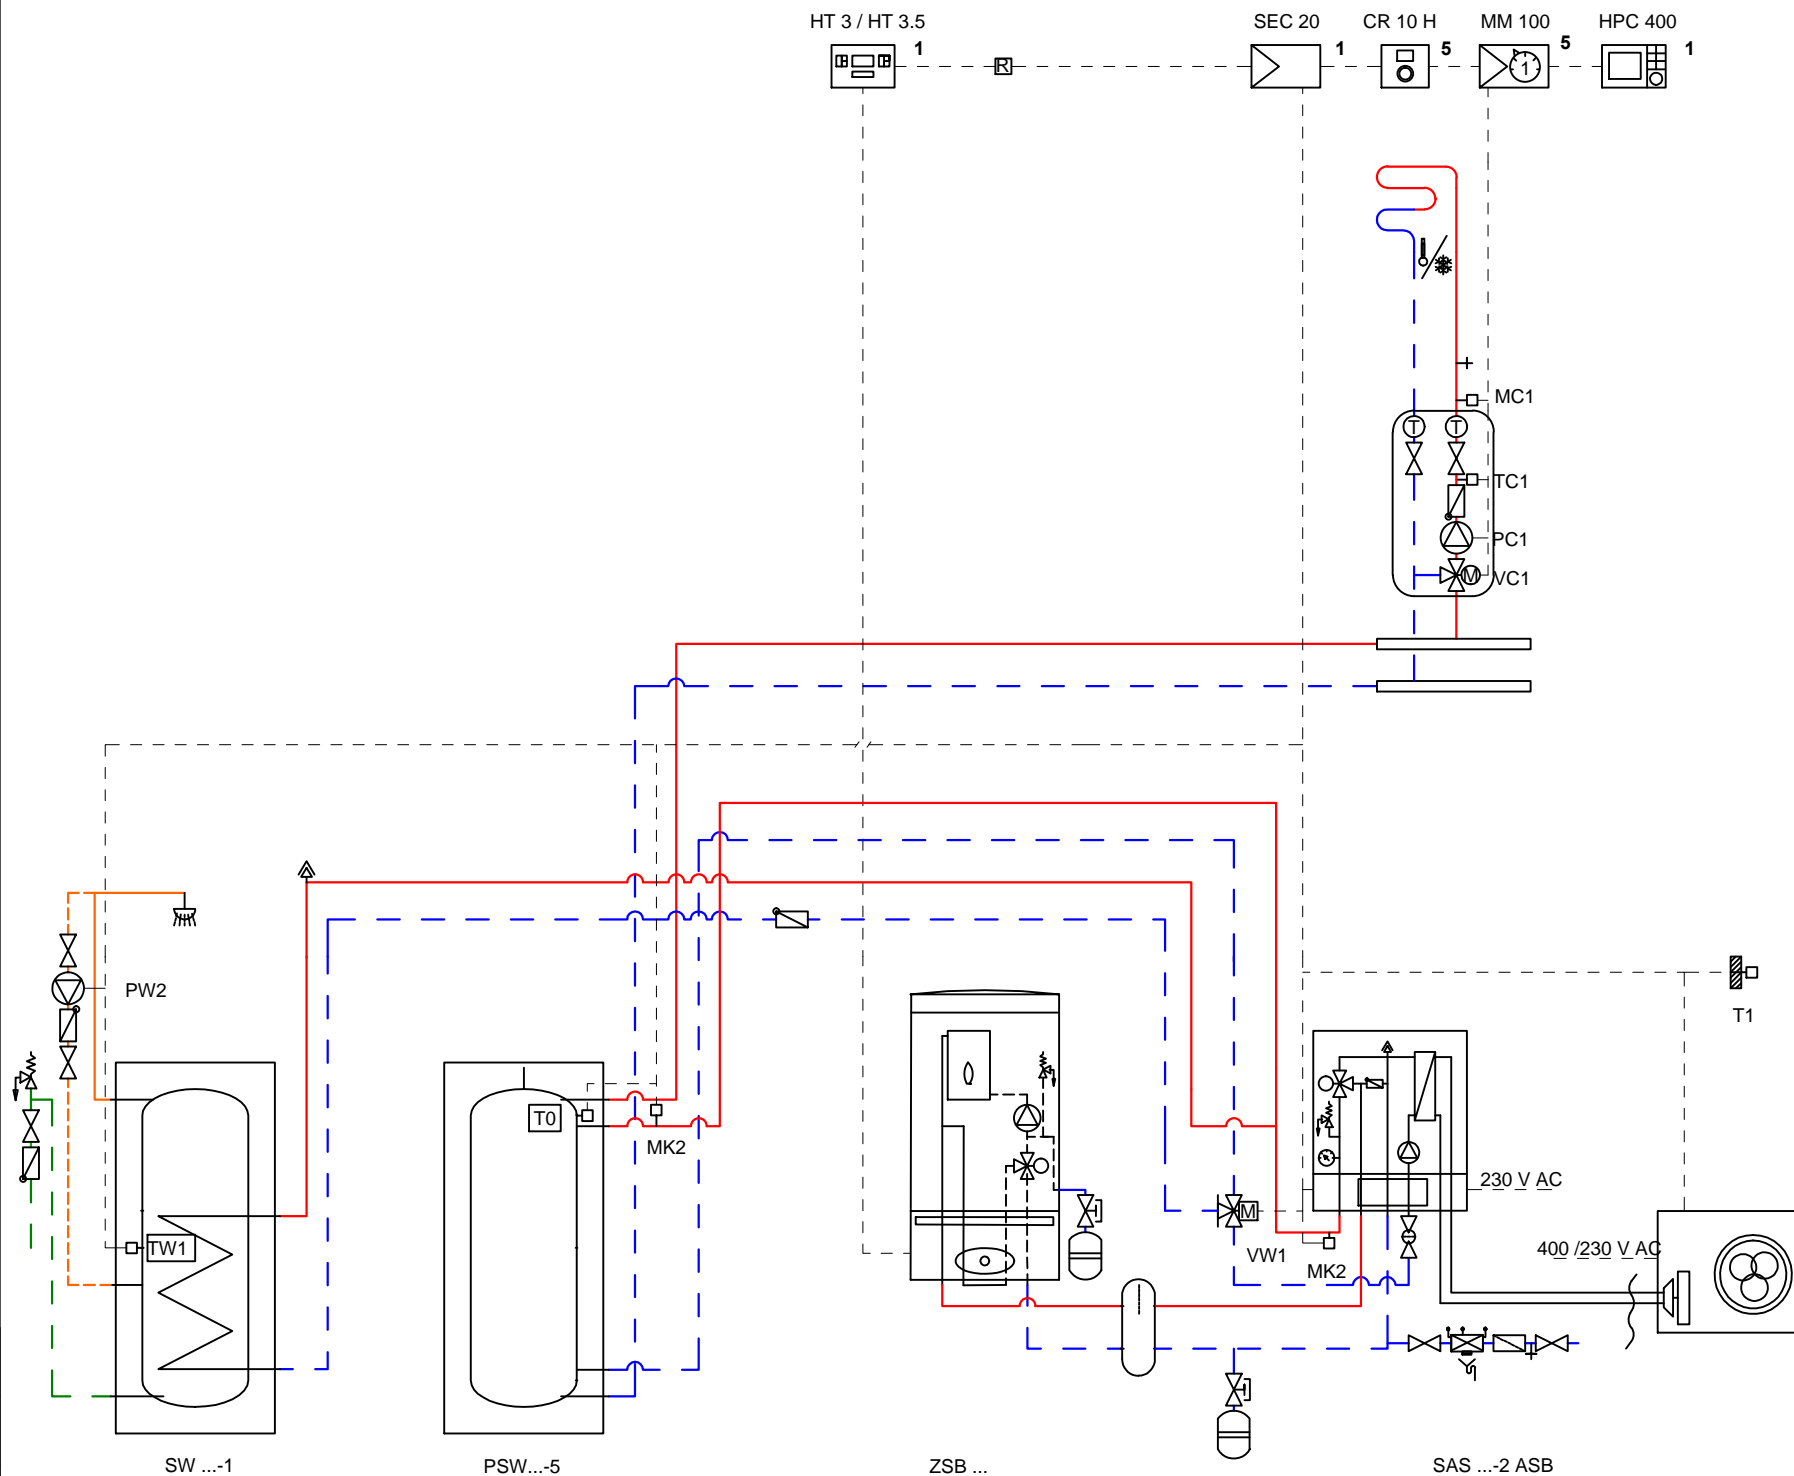 HT 3 / HT 3.5 SEC 20 CR 10 H MM 100 HPC 400
1 1 5 5 1
R 1
MC1
T T
TC1
PC1
M VC1
PW2
T1
T0
MK2
230 V AC
M
TW1
VW1
400 /230 V AC
MK2
SW ...-1 PSW...-5 ZSB ... SAS ...-2 ASB